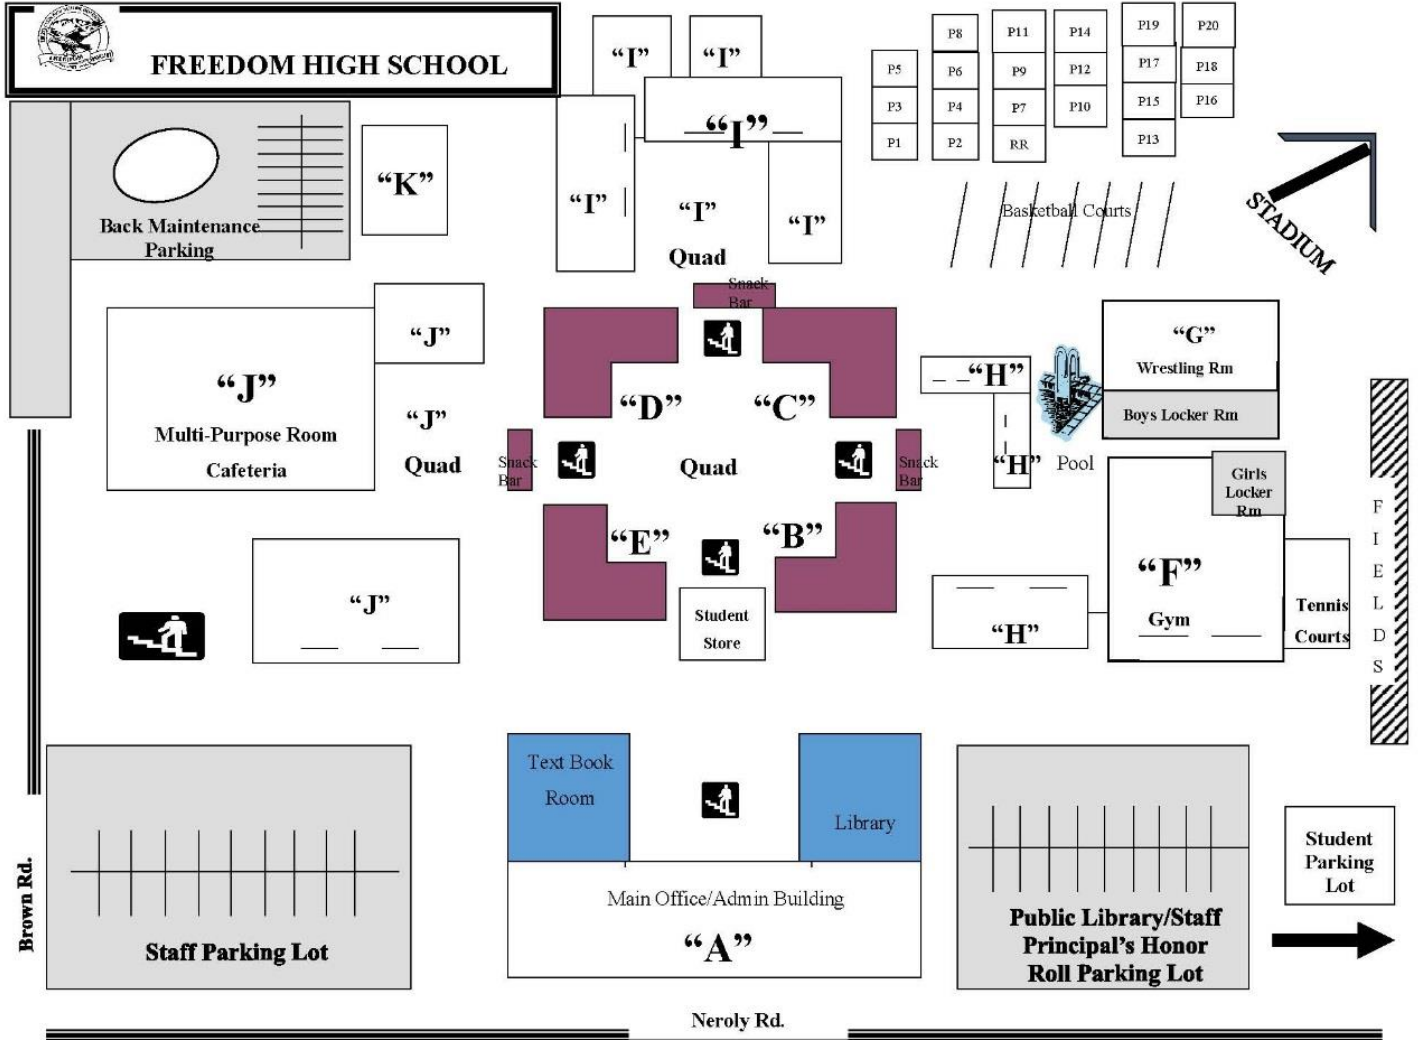 FREEDOM HIGH SCHOOL
“I”
“I”
“I”
“I”
“I”
“I”
Quad
P5
P3
P1
P8
P6
P4
P2
P11
P9
P7
RR
P14
P12
P10
P19
P17
P15
P13
P20
P18
P16
Basketball Courts
STADIUM
Back Maintenance
Parking
“K”
“J”
“J”
Multi-Purpose Room
Cafeteria
“J”
Quad
“J”
Snack
Bar
“D”
“C”
Snack
Bar
Quad
Snack
Bar
“E”
“B”
Student
Store
“H”
“H”
Pool
“G”
Wrestling Rm
Boys Locker Rm
Girls
Locker
Rm
“F”
Gym
“H”
Tennis
Courts
FIELDS
Text Book
Room
Library
Main Office/Admin Building
“A”
Brown Rd.
Staff Parking Lot
Public Library/Staff
Principal’s Honor
Roll Parking Lot
Student
Parking
Lot
Neroly Rd.